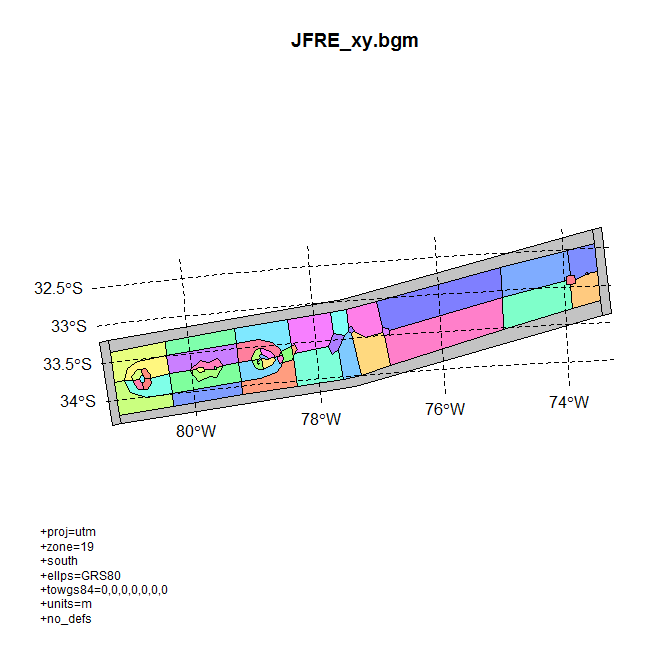 JFRE_xy.bgm
32.5°S
33°S
33.5°S
34°S
80°W
78°W
76°W
74°W
+proj=utm
+zone=19
+south
+ellps=GRS80
+towgs84=0,0,0,0,0,0,0
+units=m
+no_defs